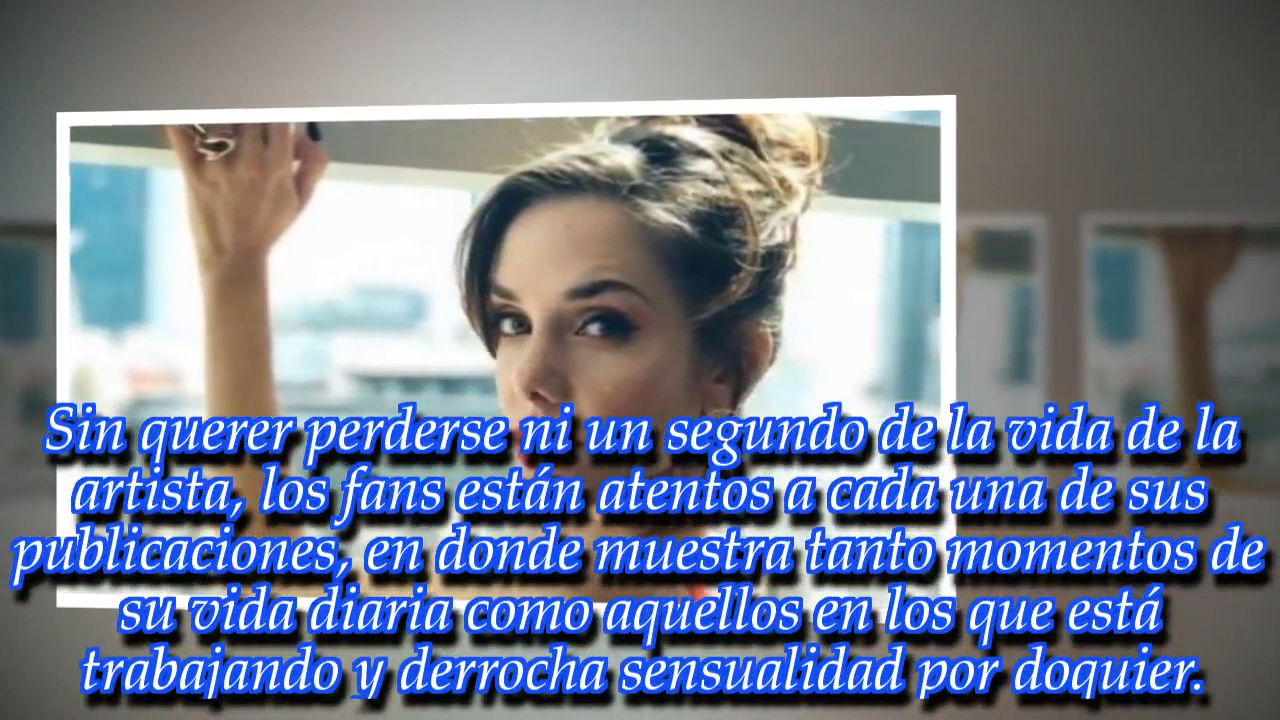 Sin querer perderse ni un segundo de la vida de la
artista, los fans están atentos a cada una de sus
publicaciones, en donde muestra tanto momentos de
su vida diaria como aquellos en los que está
trabajando y derrocha sensualidad por doquier.